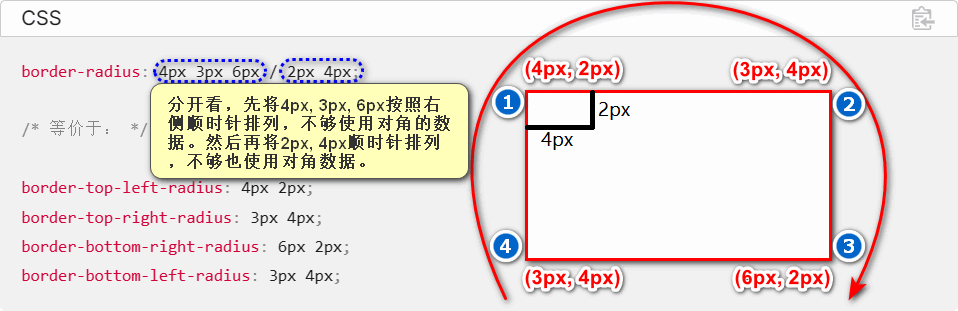 CSS
border-radius: 4px 3px 6px / 2px 4px;
分开看，先将4px, 3px, 6px按照右
侧顺时针排列，不够使用对角的数
据。然后再将2px, 4px顺时针排列
，不够也使用对角数据。
/* 等价于： */
border-top-left-radius: 4px 2px;
border-top-right-radius: 3px 4px;
border-bottom-right-radius: 6px 2px;
border-bottom-left-radius: 3px 4px;
(4px, 2px)
(3px, 4px)
1
2
2px
4px
4
3
(3px, 4px)
(6px, 2px)